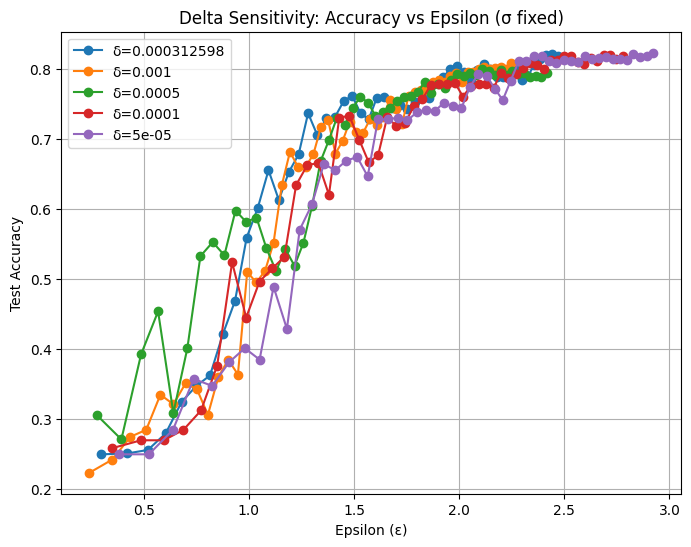 Delta Sensitivity: Accuracy vs Epsilon (σ fixed)
δ=0.000312598
δ=0.001
δ=0.0005
δ=0.0001
δ=5e-05
Test Accuracy
0.8
0.7
0.6
0.5
0.4
0.3
0.2
0.5 1.0 1.5 2.0 2.5 3.0
Epsilon (ε)